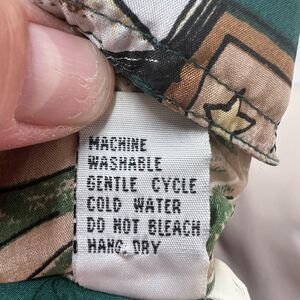 MACHINE
WASHABLE
GENTLE CYCLE
COLD WATER
DO NOT BLEACH
HANG DRY